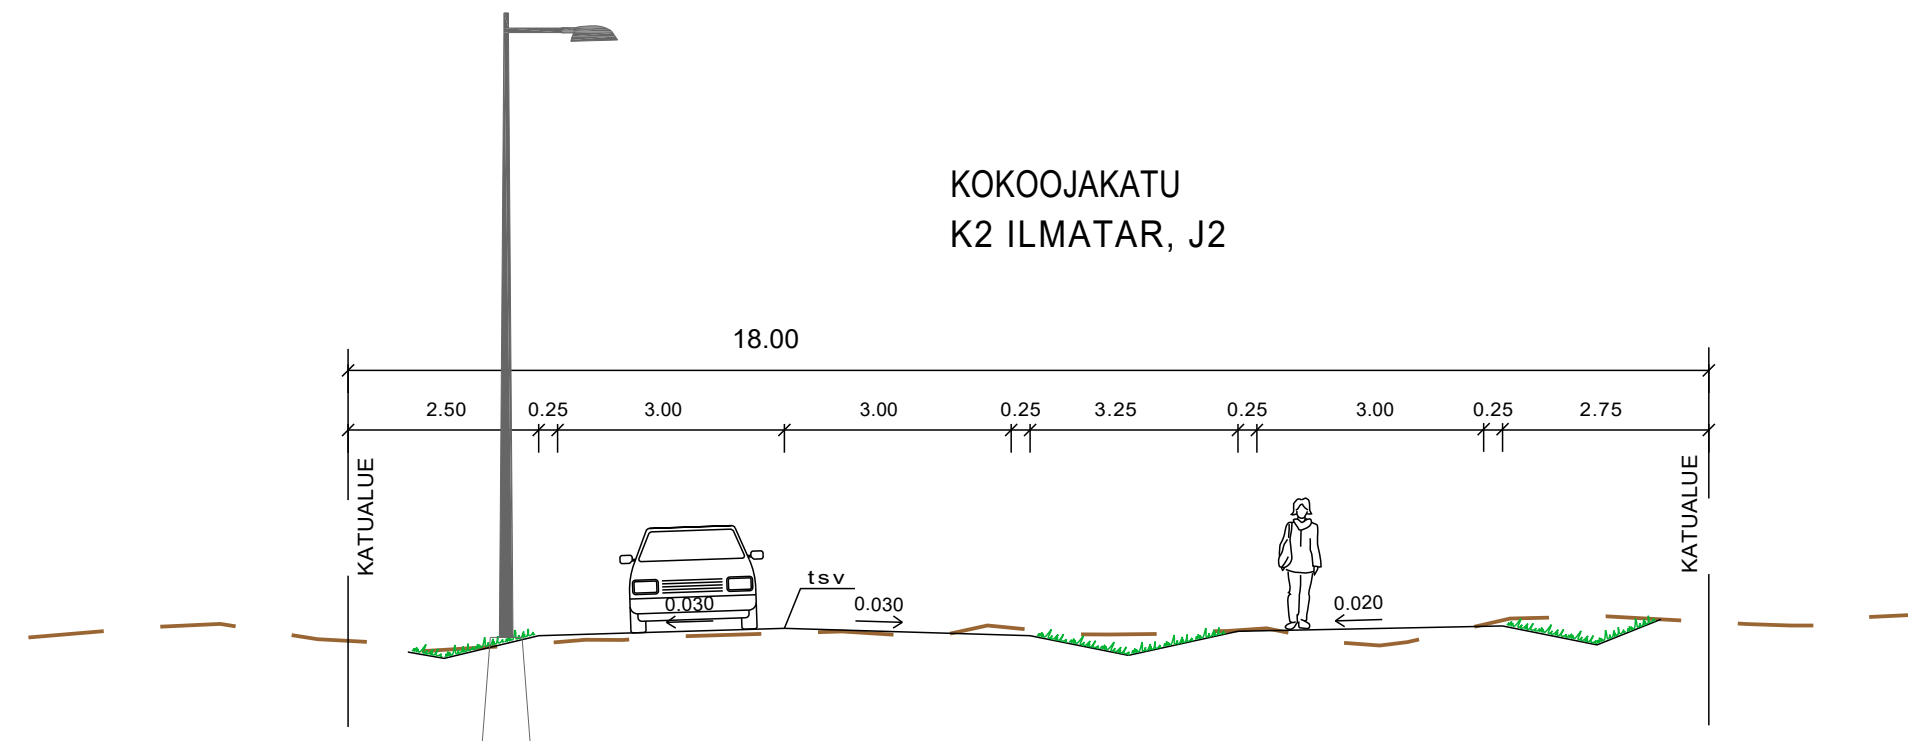 KOKOOJAKATU
K2 ILMATAR, J2
18.00
2.50 0.25 3.00 3.00 0.25 3.25 0.25 3.00 0.25 2.75
KATUALUE
KATUALUE
tsv
0.030 0.030 0.020